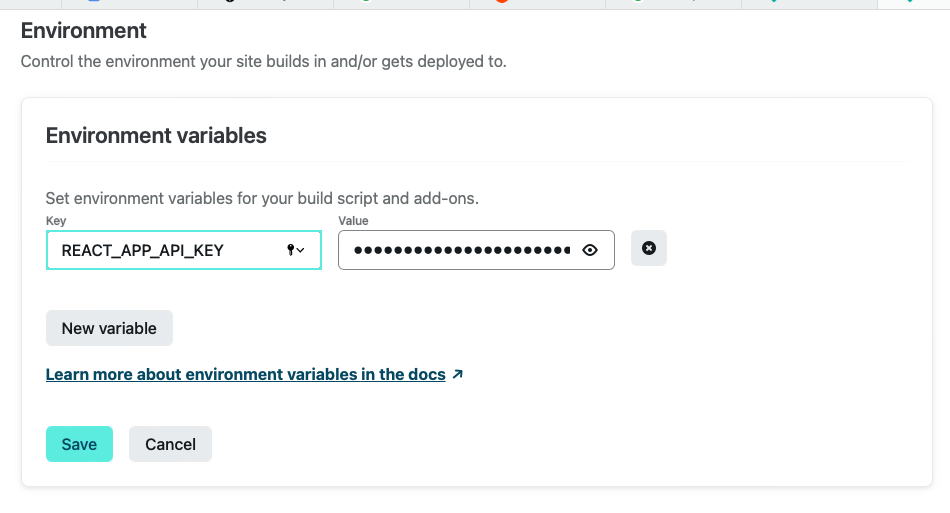 Environment
Control the environment your site builds in and/or gets deployed to.
Environment variables
Set environment variables for your build script and add-ons.
Key
Value
REACT_APP_API_KEY
●●●●●●●●●●●●●●●●●●●●●●
New variable
Learn more about environment variables in the docs
Save
Cancel